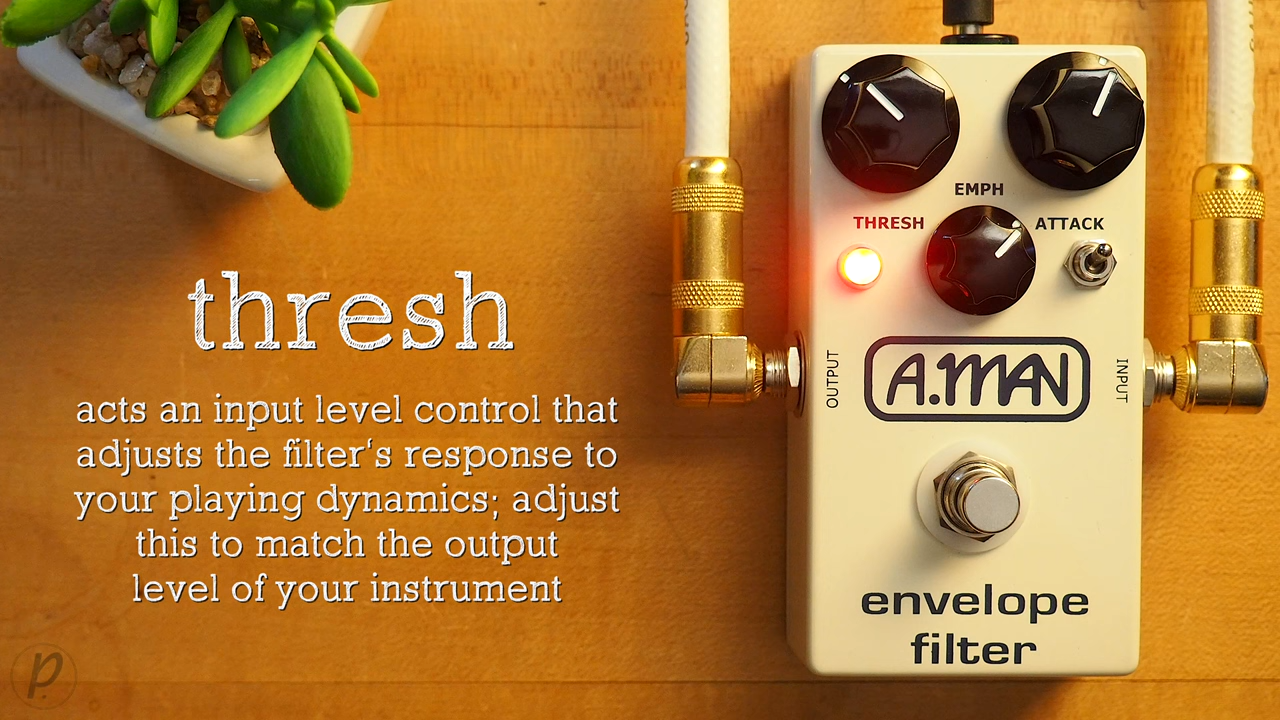 thresh
acts an input level control that
adjusts the filter's response to
your playing dynamics; adjust
this to match the output
level of your instrument
p
EMPH
THRESH
ATTACK
OUTPUT
A.MAN
INPUT
envelope
filter